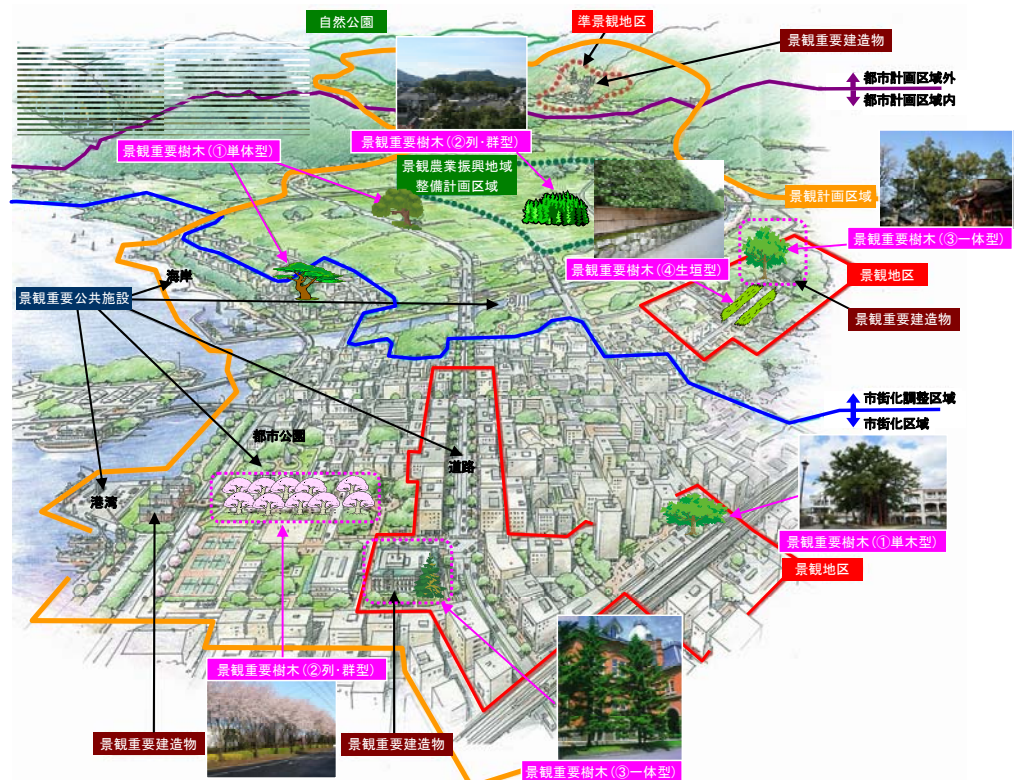 自然公園
準景観地区
景観重要建造物
都市計画区域外
都市計画区域内
景観重要樹木(①単体型)
景観重要樹木(②列・群型)
景観農業振興地域
整備計画区域
景観計画区域
景観重要樹木(③一体型)
景観重要樹木(④生垣型)
景観地区
海岸
景観重要公共施設
景観重要建造物
市街化調整区域
市街化区域
都市公園
道路
港湾
景観重要樹木(①単木型)
景観地区
景観重要樹木(②列・群型)
景観重要建造物
景観重要建造物
景観重要樹木(③一体型)